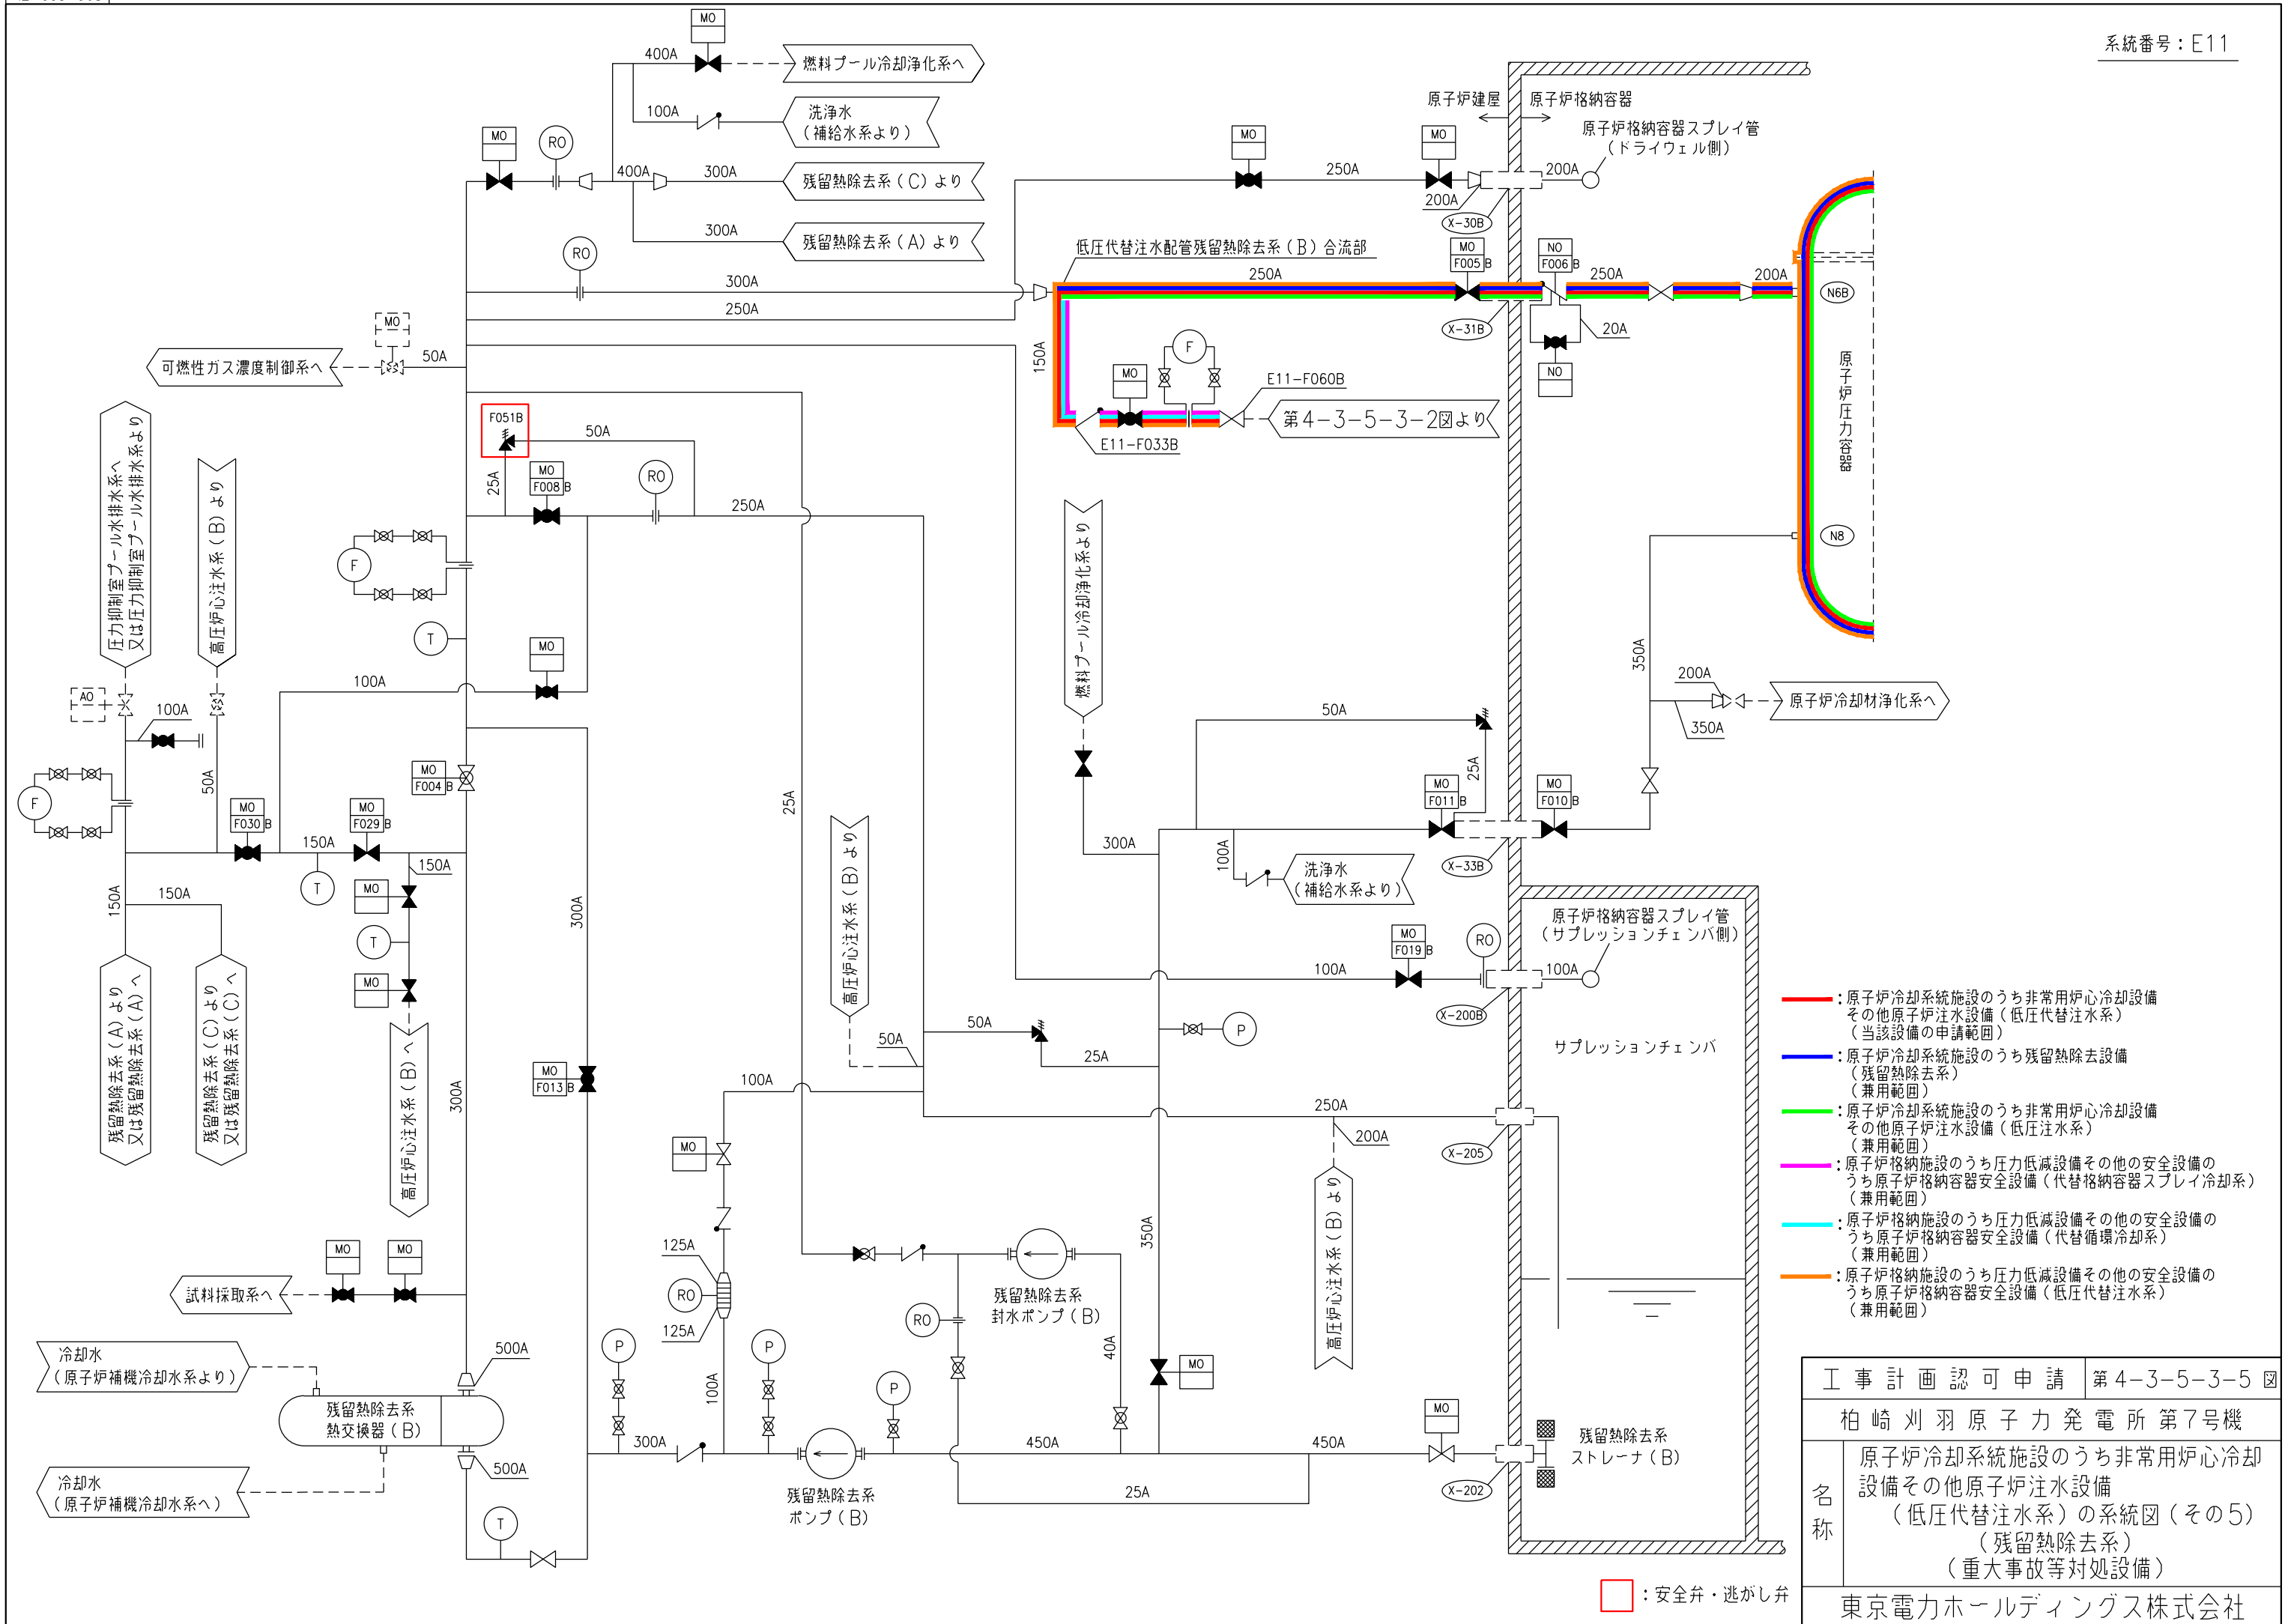 系統番号：E11
MO
400A
燃料プール冷却浄化系へ
100A
洗浄水
（補給水系より）
MO
RO
400A
300A
残留熱除去系（C）より
300A
残留熱除去系（A）より
RO
300A
250A
MO
250A
MO
200A
X-30B
原子炉建屋
原子炉格納容器
原子炉格納容器スプレイ管
（ドライウェル側）
200A
低圧代替注水配管残留熱除去系（B）合流部
250A
MO
F005 B
NO
F006 B
250A
200A
N6B
X-31B
20A
NO
150A
MO
F
E11-F060B
第4-3-5-3-2図より
E11-F033B
原子炉圧力容器
N8
MO
50A
可燃性ガス濃度制御系へ
F051B
50A
25A
MO
F008 B
RO
250A
圧力抑制室プール水排水系へ
又は圧力抑制室プール水排水系より
高圧炉心注水系（B）より
F
T
MO
100A
AO
100A
50A
F
MO
F004 B
MO
F030 B
MO
F029 B
150A
T
150A
MO
T
MO
高圧炉心注水系（B）へ
150A
150A
残留熱除去系（A）より
又は残留熱除去系（A）へ
残留熱除去系（C）より
又は残留熱除去系（C）へ
300A
300A
25A
MO
F013 B
燃料プール冷却浄化系より
300A
50A
25A
MO
F011 B
MO
F010 B
X-33B
100A
洗浄水
（補給水系より）
350A
200A
原子炉冷却材浄化系へ
350A
高圧炉心注水系（B）より
50A
50A
25A
P
100A
MO
F019 B
RO
100A
X-200B
原子炉格納容器スプレイ管
（サプレッションチェンバ側）
サプレッションチェンバ
100A
MO
250A
200A
X-205
高圧炉心注水系（B）より
350A
125A
RO
125A
100A
残留熱除去系
封水ポンプ（B）
RO
40A
MO
MO
MO
試料採取系へ
冷却水
（原子炉補機冷却水系より）
500A
残留熱除去系
熱交換器（B）
500A
冷却水
（原子炉補機冷却水系へ）
T
P
P
P
300A
残留熱除去系
ポンプ（B）
450A
450A
25A
MO
X-202
残留熱除去系
ストレーナ（B）
：原子炉冷却系統施設のうち非常用炉心冷却設備
その他原子炉注水設備（低圧代替注水系）
（当該設備の申請範囲）
：原子炉冷却系統施設のうち残留熱除去設備
（残留熱除去系）
（兼用範囲）
：原子炉冷却系統施設のうち非常用炉心冷却設備
その他原子炉注水設備（低圧注水系）
（兼用範囲）
：原子炉格納施設のうち圧力低減設備その他の安全設備の
うち原子炉格納容器安全設備（代替格納容器スプレイ冷却系）
（兼用範囲）
：原子炉格納施設のうち圧力低減設備その他の安全設備の
うち原子炉格納容器安全設備（代替循環冷却系）
（兼用範囲）
：原子炉格納施設のうち圧力低減設備その他の安全設備の
うち原子炉格納容器安全設備（低圧代替注水系）
（兼用範囲）
：安全弁・逃がし弁
工事計画認可申請
第4-3-5-3-5図
柏崎刈羽原子力発電所第7号機
名称
原子炉冷却系統施設のうち非常用炉心冷却
設備その他原子炉注水設備
（低圧代替注水系）の系統図（その5）
（残留熱除去系）
（重大事故等対処設備）
東京電力ホールディングス株式会社